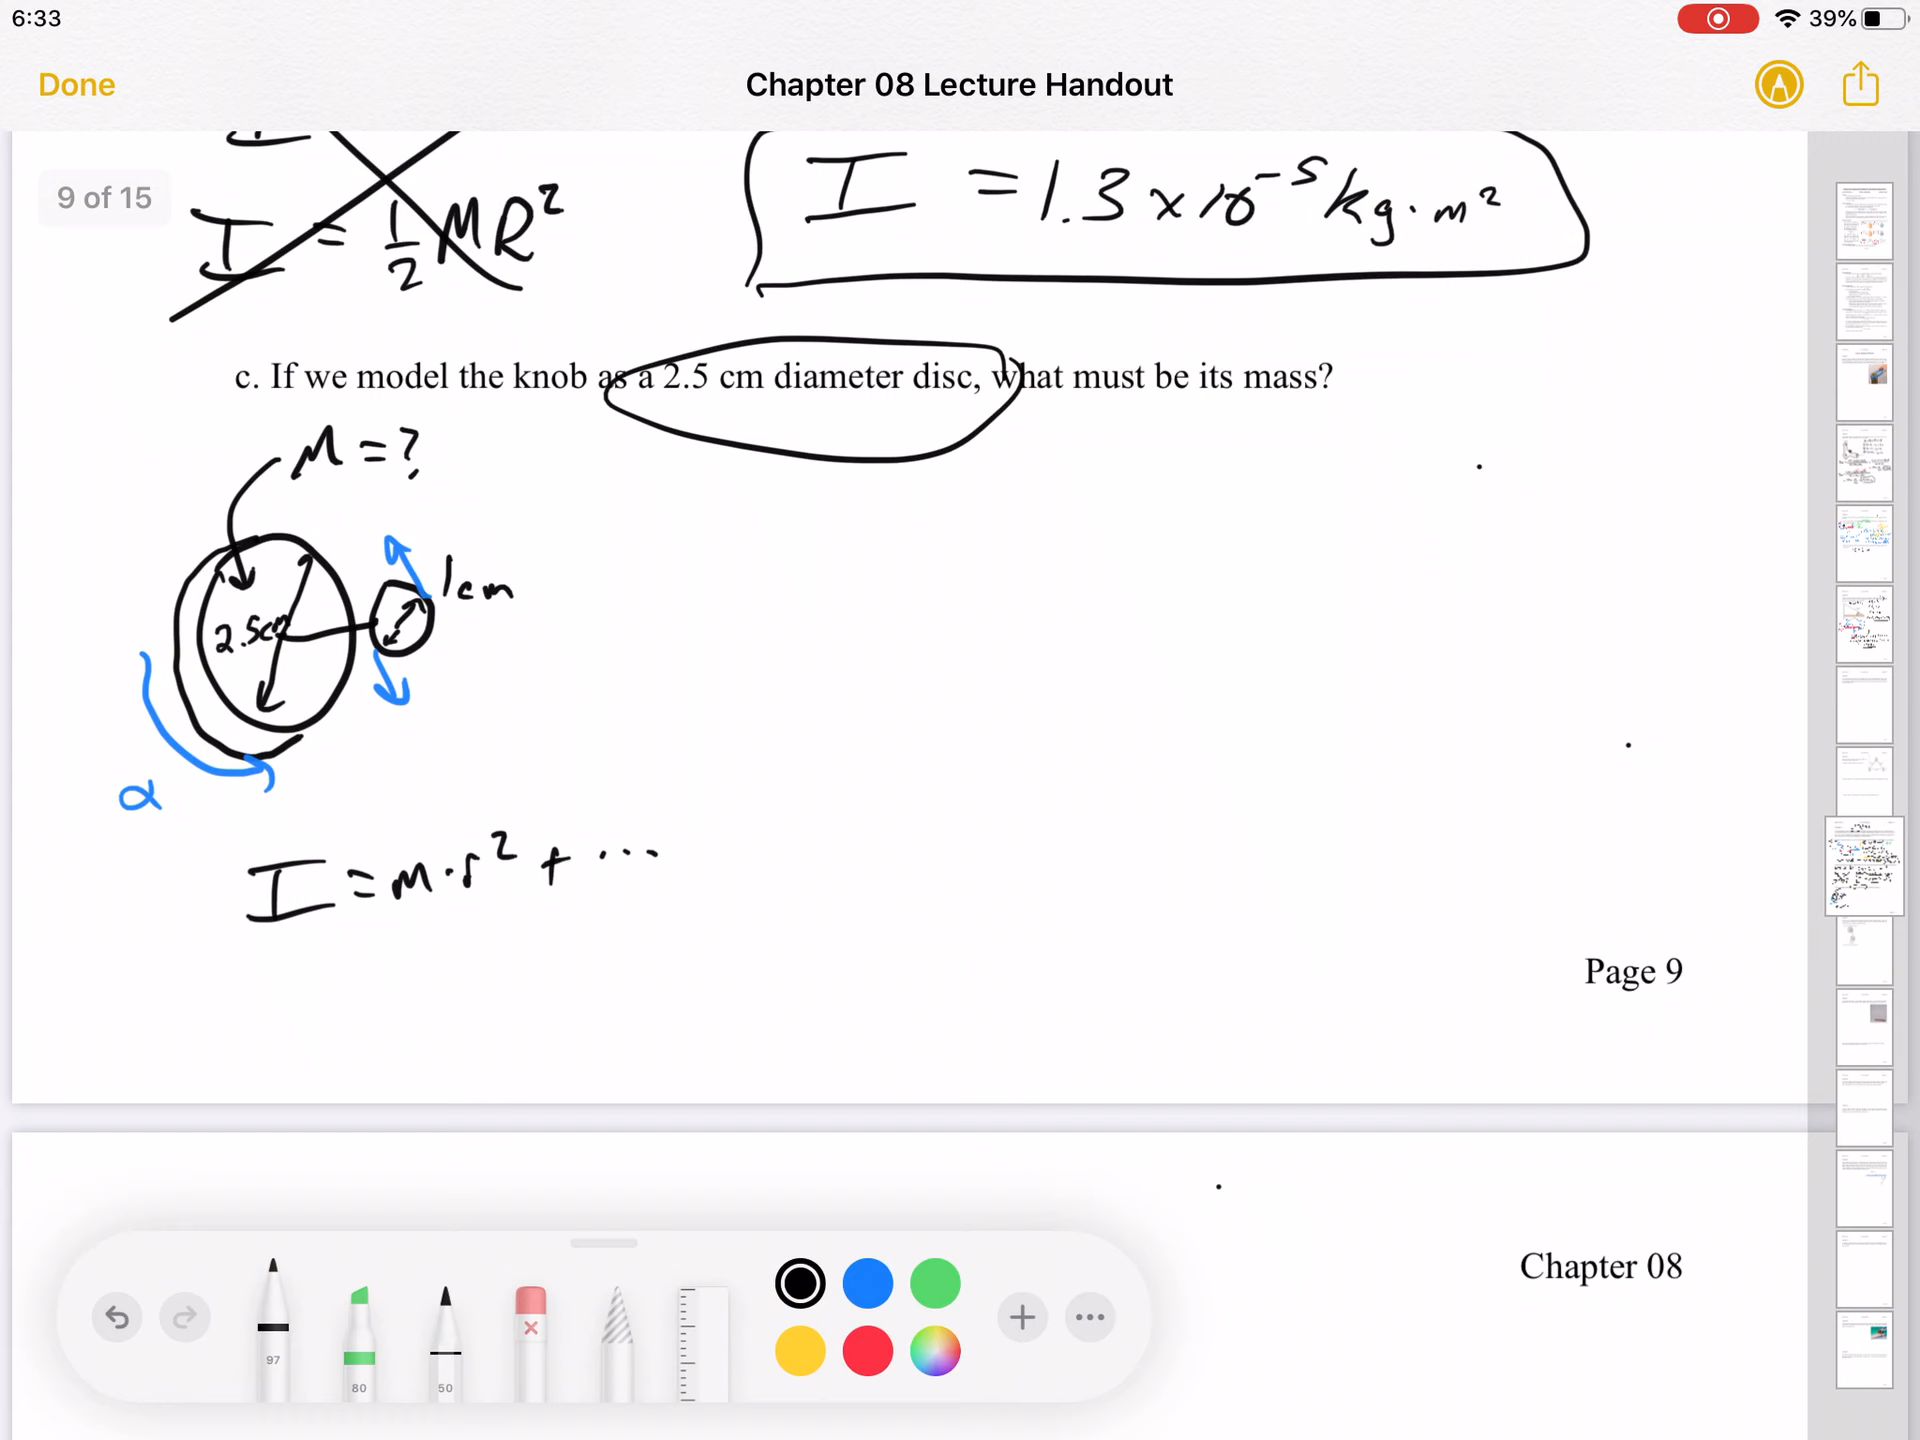 6:33
39%
Done
Chapter 08 Lecture Handout
9 of 15
I = 1/2 MR²
I = 1.3 x 10⁻⁵ kg·m²
c. If we model the knob as a 2.5 cm diameter disc, what must be its mass?
M = ?
1cm
2.5cm
α
I = m·r² + ...
Page 9
Chapter 08
97
80
50